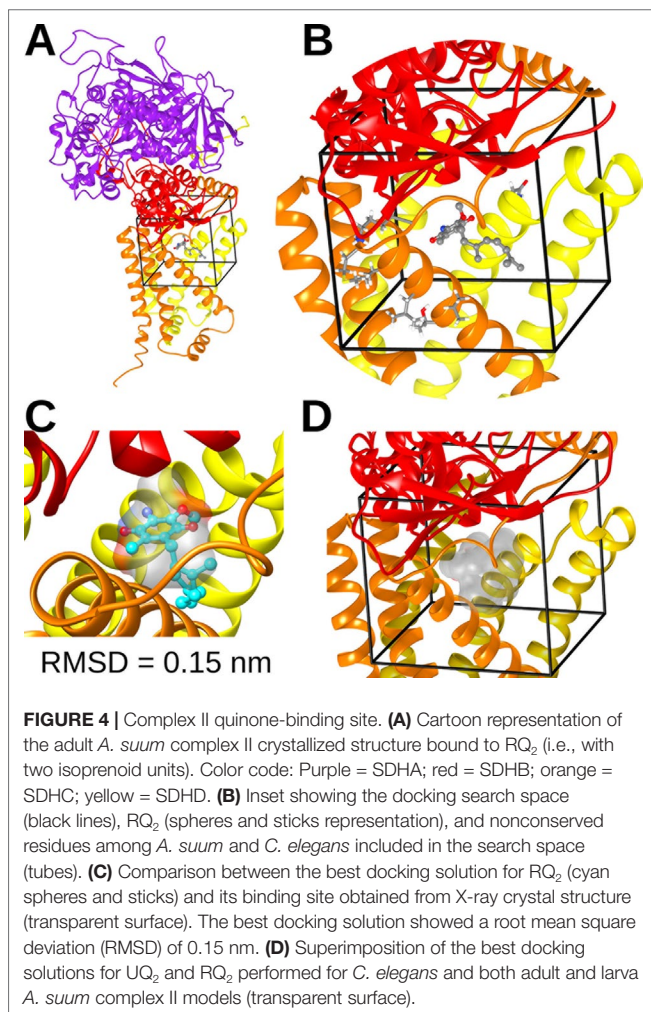 A
B
C
D
RMSD = 0.15 nm
FIGURE 4 | Complex II quinone-binding site. (A) Cartoon representation of
the adult A. suum complex II crystallized structure bound to RQ₂ (i.e., with
two isoprenoid units). Color code: Purple = SDHA; red = SDHB; orange =
SDHC; yellow = SDHD. (B) Inset showing the docking search space
(black lines), RQ₂ (spheres and sticks representation), and nonconserved
residues among A. suum and C. elegans included in the search space
(tubes). (C) Comparison between the best docking solution for RQ₂ (cyan
spheres and sticks) and its binding site obtained from X-ray crystal structure
(transparent surface). The best docking solution showed a root mean square
deviation (RMSD) of 0.15 nm. (D) Superimposition of the best docking
solutions for UQ₂ and RQ₂ performed for C. elegans and both adult and larva
A. suum complex II models (transparent surface).